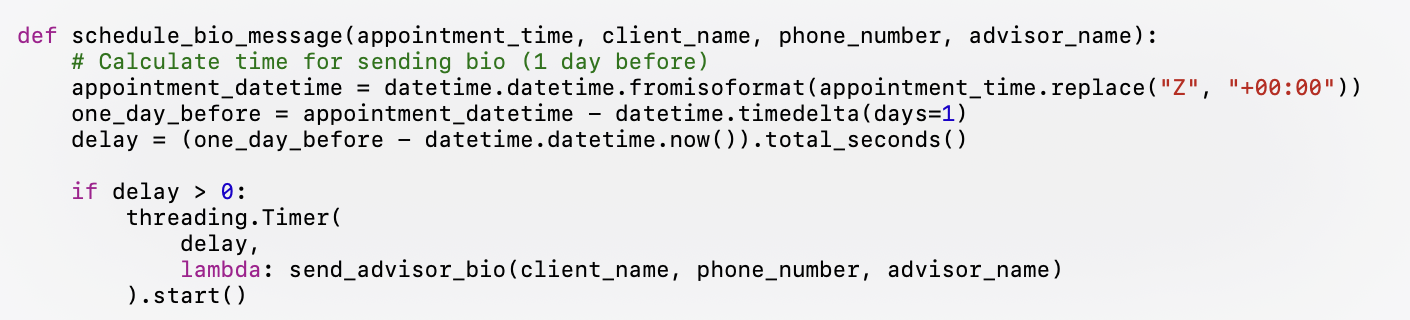 def schedule_bio_message(appointment_time, client_name, phone_number, advisor_name):
    # Calculate time for sending bio (1 day before)
    appointment_datetime = datetime.datetime.fromisoformat(appointment_time.replace("Z", "+00:00"))
    one_day_before = appointment_datetime - datetime.timedelta(days=1)
    delay = (one_day_before - datetime.datetime.now()).total_seconds()

    if delay > 0:
        threading.Timer(
            delay,
            lambda: send_advisor_bio(client_name, phone_number, advisor_name)
        ).start()